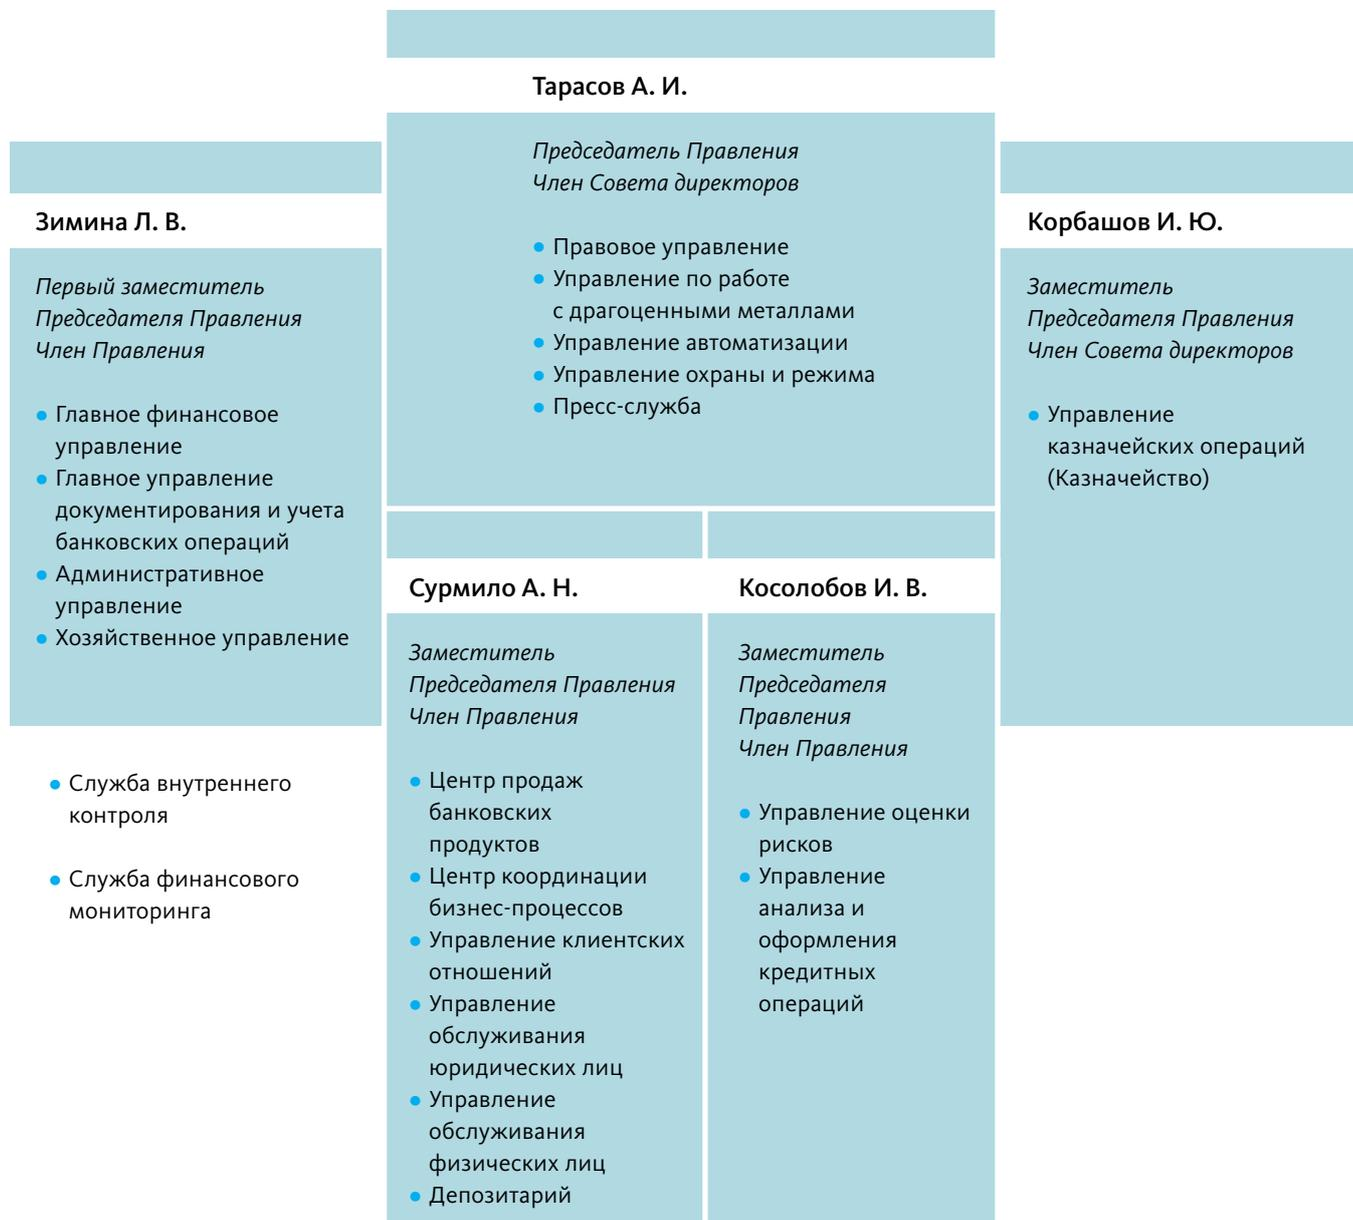 Тарасов А. И.
Председатель Правления
Член Совета директоров
● Правовое управление
● Управление по работе
с драгоценными металлами
● Управление автоматизации
● Управление охраны и режима
● Пресс-служба
Зимина Л. В.
Первый заместитель
Председателя Правления
Член Правления
● Главное финансовое
управление
● Главное управление
документирования и учета
банковских операций
● Административное
управление
● Хозяйственное управление
Корбашов И. Ю.
Заместитель
Председателя Правления
Член Совета директоров
● Управление
казначейских операций
(Казначейство)
Сурмило А. Н.
Заместитель
Председателя Правления
Член Правления
● Центр продаж
банковских
продуктов
● Центр координации
бизнес-процессов
● Управление клиентских
отношений
● Управление
обслуживания
юридических лиц
● Управление
обслуживания
физических лиц
● Депозитарий
Косолобов И. В.
Заместитель
Председателя
Правления
Член Правления
● Управление оценки
рисков
● Управление
анализа и
оформления
кредитных
операций
● Служба внутреннего
контроля
● Служба финансового
мониторинга